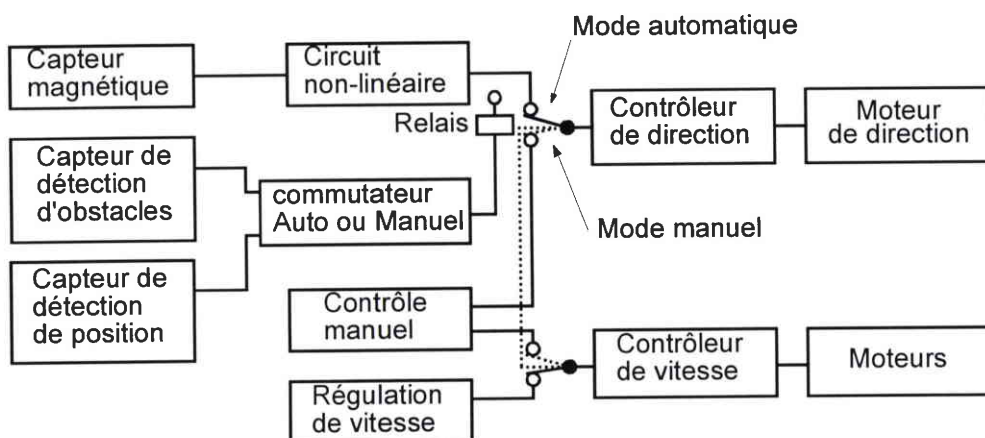 Mode automatique
Capteur
magnétique
Circuit
non-linéaire
Relais
Contrôleur
de direction
Moteur
de direction
Capteur de
détection
d'obstacles
commutateur
Auto ou Manuel
Mode manuel
Capteur de
détection
de position
Contrôle
manuel
Contrôleur
de vitesse
Moteurs
Régulation
de vitesse